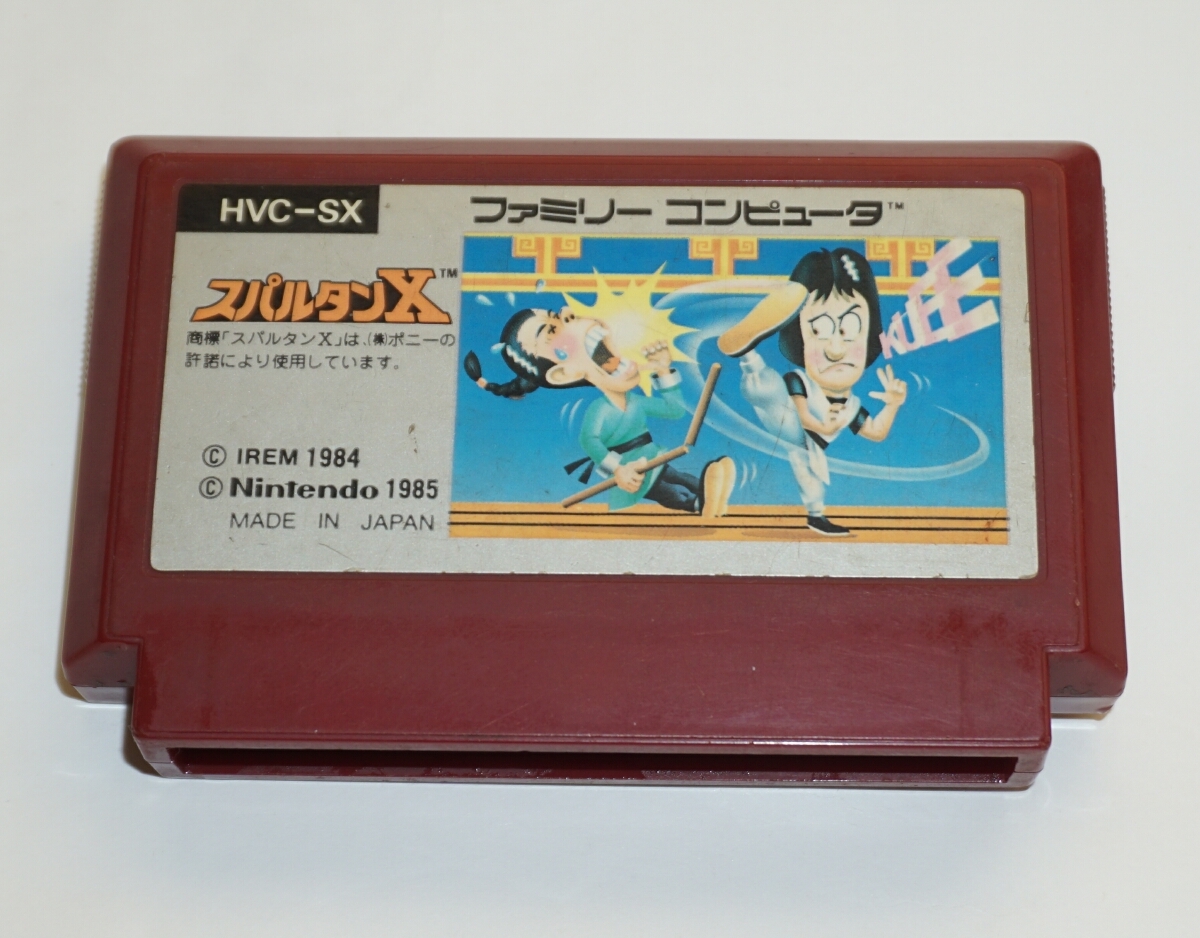 HVC-SX
ファミリー コンピュータ™
スパルタンX™
商標「スパルタンX」は、(株)ポニーの
許諾により使用しています。
© IREM 1984
© Nintendo 1985
MADE IN JAPAN